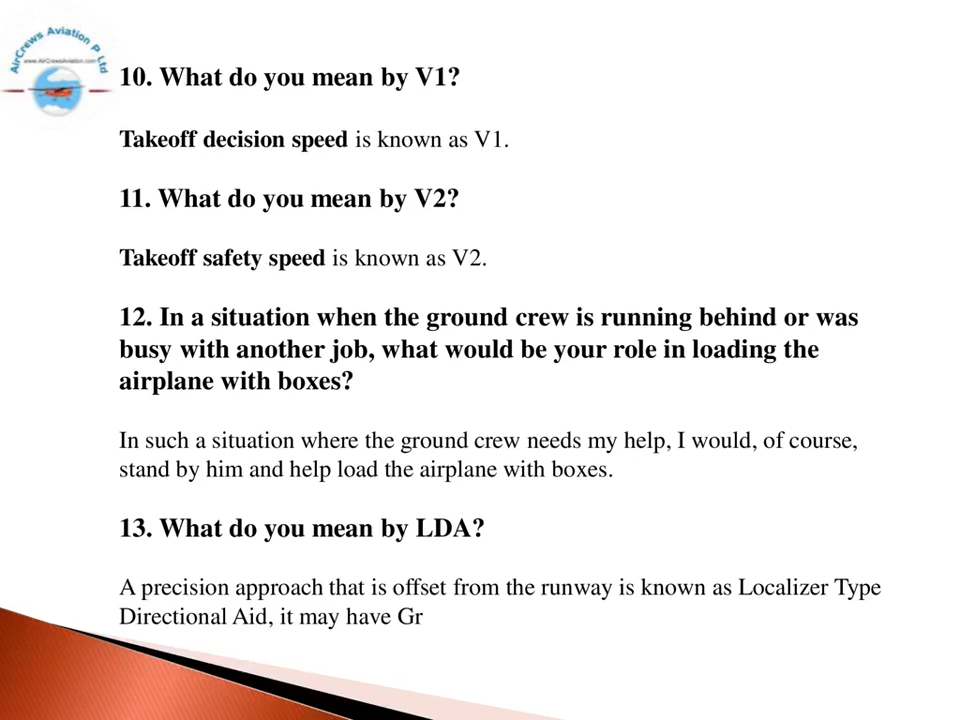 AirCrews Aviation P Ltd
www.AirCrewsAviation.com
10. What do you mean by V1?
Takeoff decision speed is known as V1.
11. What do you mean by V2?
Takeoff safety speed is known as V2.
12. In a situation when the ground crew is running behind or was
busy with another job, what would be your role in loading the
airplane with boxes?
In such a situation where the ground crew needs my help, I would, of course,
stand by him and help load the airplane with boxes.
13. What do you mean by LDA?
A precision approach that is offset from the runway is known as Localizer Type
Directional Aid, it may have Gr